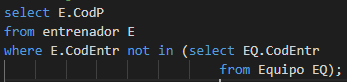 select E.CodP
from entrenador E
where E.CodEntr not in (select EQ.CodEntr
from Equipo EQ);